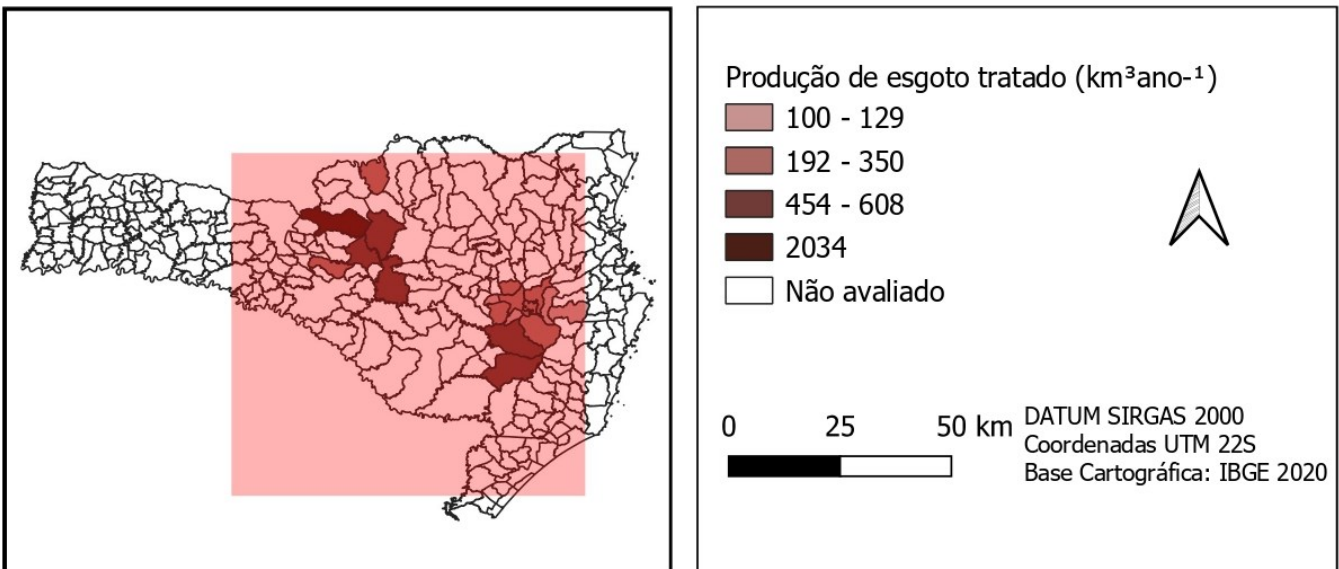 Produção de esgoto tratado (km³ano-¹)
100 - 129
192 - 350
454 - 608
2034
Não avaliado
0 25 50 km
DATUM SIRGAS 2000
Coordenadas UTM 22S
Base Cartográfica: IBGE 2020